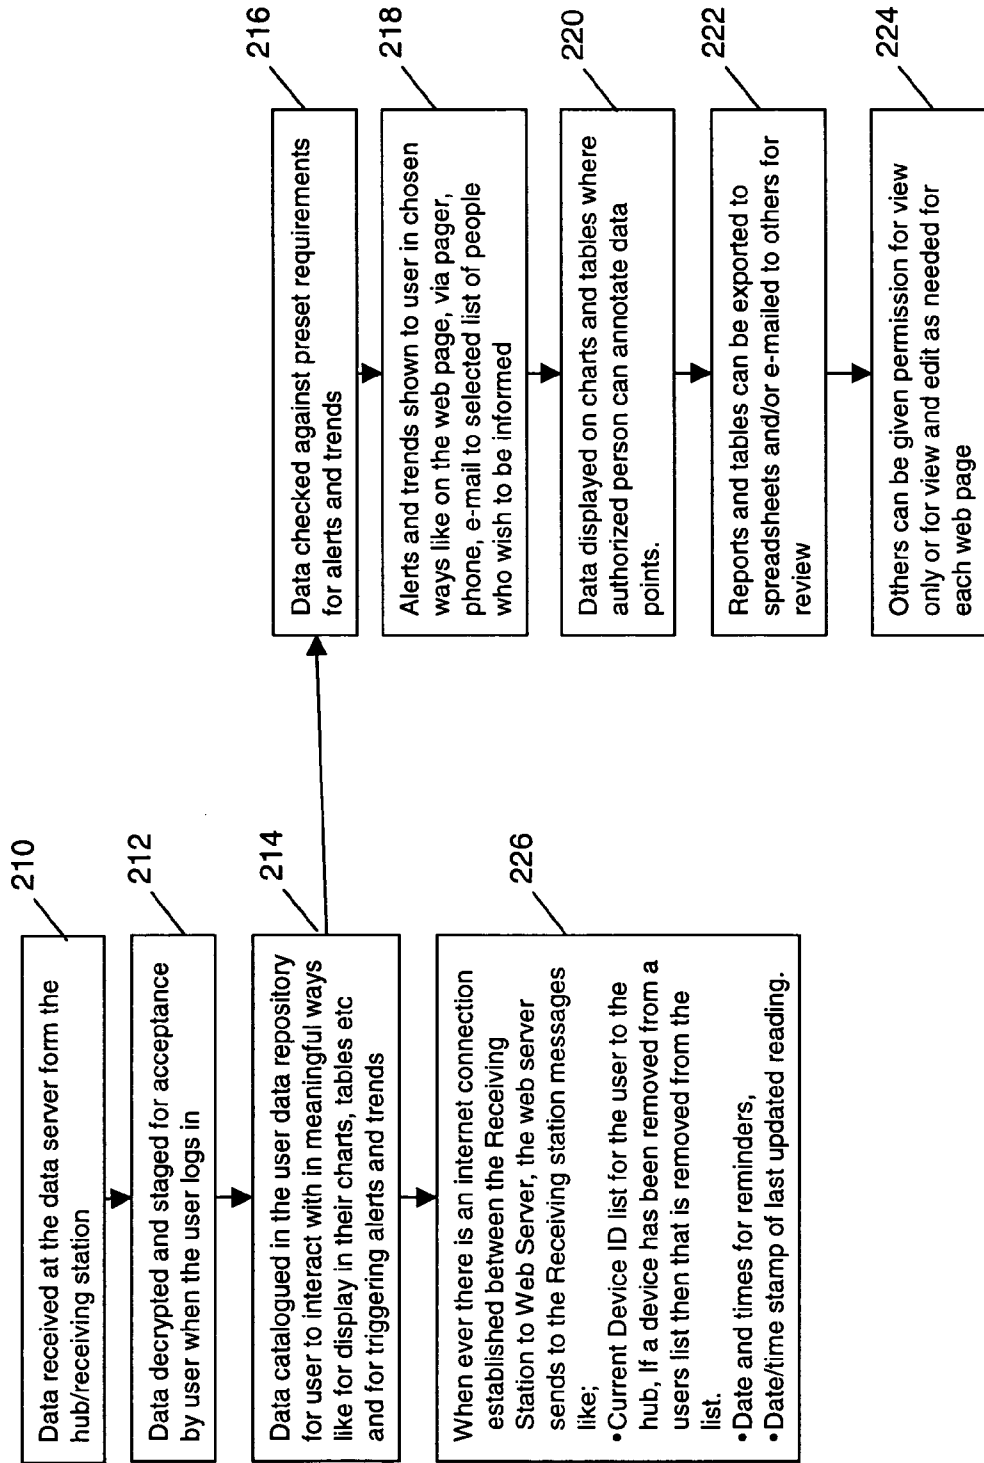 210
Data received at the data server form the
hub/receiving station
212
Data decrypted and staged for acceptance
by user when the user logs in
214
Data catalogued in the user data repository
for user to interact with in meaningful ways
like for display in their charts, tables etc
and for triggering alerts and trends
226
When ever there is an internet connection
established between the Receiving
Station to Web Server, the web server
sends to the Receiving station messages
like;
•Current Device ID list for the user to the
hub, If a device has been removed from a
users list then that is removed from the
list.
•Date and times for reminders,
•Date/time stamp of last updated reading.
216
Data checked against preset requirements
for alerts and trends
218
Alerts and trends shown to user in chosen
ways like on the web page, via pager,
phone, e-mail to selected list of people
who wish to be informed
220
Data displayed on charts and tables where
authorized person can annotate data
points.
222
Reports and tables can be exported to
spreadsheets and/or e-mailed to others for
review
224
Others can be given permission for view
only or for view and edit as needed for
each web page